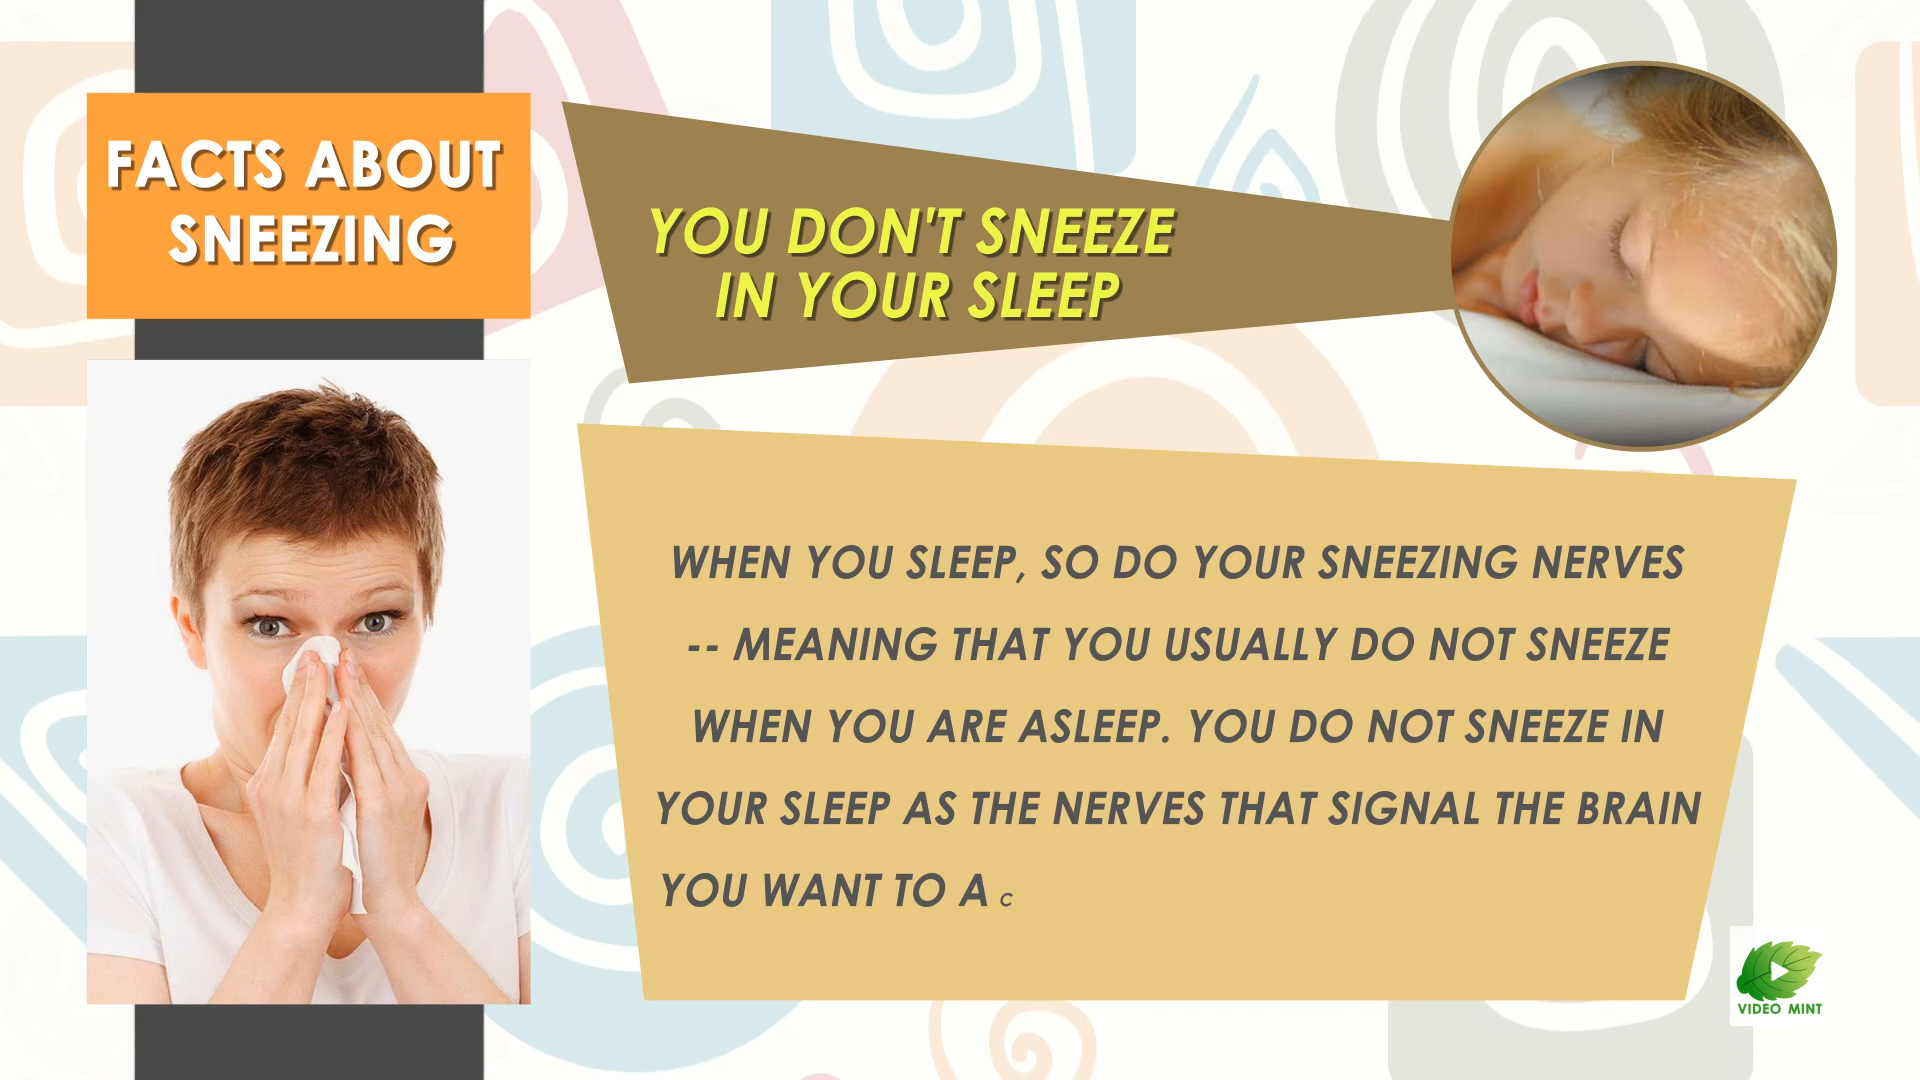 FACTS ABOUT
SNEEZING
YOU DON'T SNEEZE
IN YOUR SLEEP
WHEN YOU SLEEP, SO DO YOUR SNEEZING NERVES
-- MEANING THAT YOU USUALLY DO NOT SNEEZE
WHEN YOU ARE ASLEEP. YOU DO NOT SNEEZE IN
YOUR SLEEP AS THE NERVES THAT SIGNAL THE BRAIN
YOU WANT TO A C
VIDEO MINT